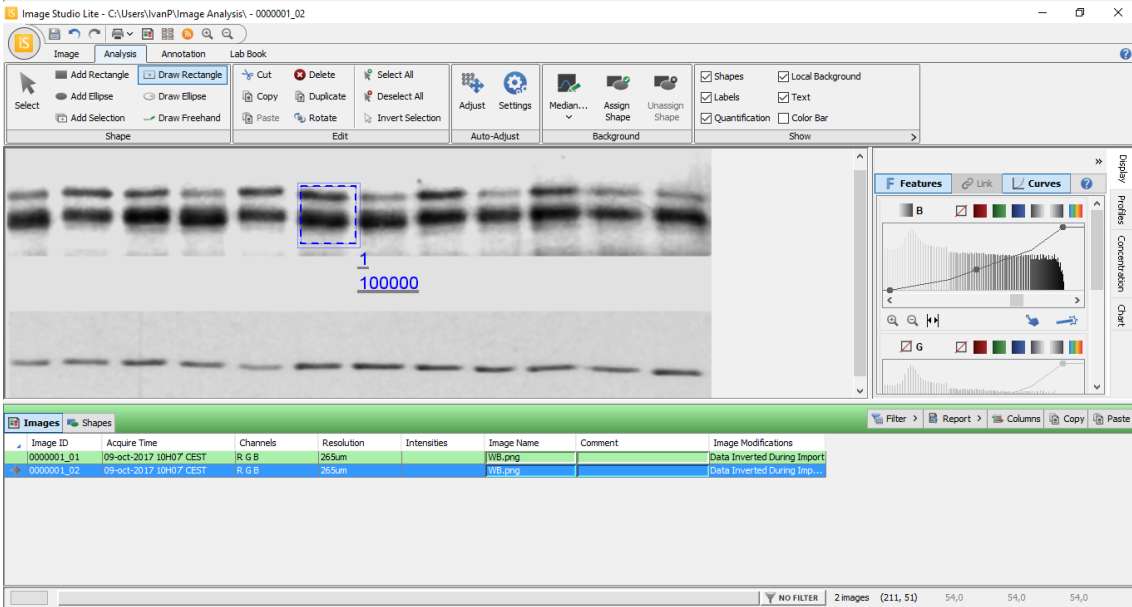 iS Image Studio Lite - C:\Users\IvanP\Image Analysis\ - 0000001_02
iS
Image Analysis Annotation Lab Book
Select
Add Rectangle Draw Rectangle
Add Ellipse Draw Ellipse
Add Selection Draw Freehand
Shape
Cut Delete Select All
Copy Duplicate Deselect All
Paste Rotate Invert Selection
Edit
Adjust Settings
Auto-Adjust
Median... Assign Shape Unassign Shape
Background
Shapes Local Background
Labels Text
Quantification Color Bar
Show
1
100000
Features Link Curves
B
G
Display
Profiles
Concentration
Chart
Images Shapes
Filter > Report > Columns Copy Paste
Image ID Acquire Time Channels Resolution Intensities Image Name Comment Image Modifications
0000001_01 09-oct-2017 10H07' CEST R G B 265um WB.png Data Inverted During Import
0000001_02 09-oct-2017 10H07' CEST R G B 265um WB.png Data Inverted During Imp...
NO FILTER 2 images (211, 51) 54,0 54,0 54,0